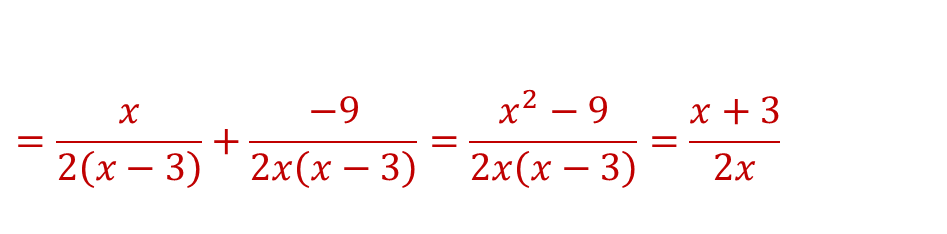 = x/(2(x − 3)) + −9/(2x(x − 3)) = (x² − 9)/(2x(x − 3)) = (x + 3)/(2x)